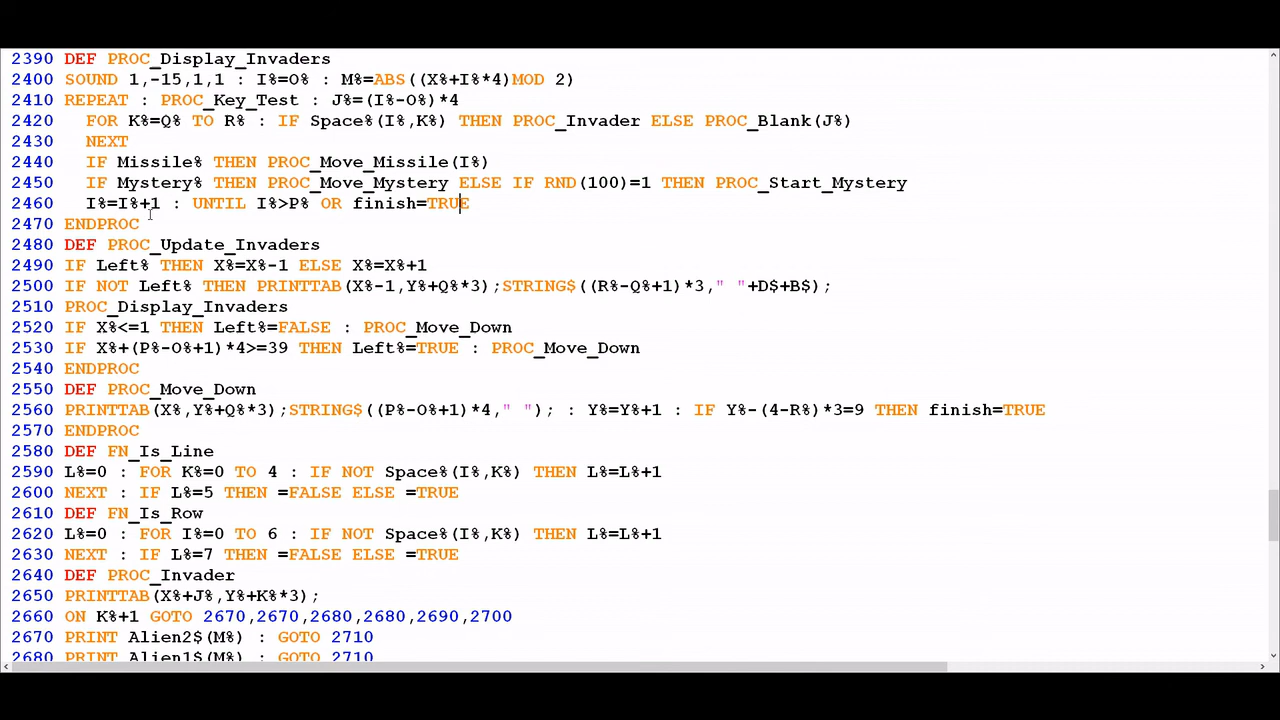 2390 DEF PROC_Display_Invaders
2400 SOUND 1,-15,1,1 : I%=O% : M%=ABS((X%+I%*4)MOD 2)
2410 REPEAT : PROC_Key_Test : J%=(I%-O%)*4
2420   FOR K%=Q% TO R% : IF Space%(I%,K%) THEN PROC_Invader ELSE PROC_Blank(J%)
2430   NEXT
2440   IF Missile% THEN PROC_Move_Missile(I%)
2450   IF Mystery% THEN PROC_Move_Mystery ELSE IF RND(100)=1 THEN PROC_Start_Mystery
2460   I%=I%+1 : UNTIL I%>P% OR finish=TRUE
2470 ENDPROC
2480 DEF PROC_Update_Invaders
2490 IF Left% THEN X%=X%-1 ELSE X%=X%+1
2500 IF NOT Left% THEN PRINTTAB(X%-1,Y%+Q%*3);STRING$((R%-Q%+1)*3," "+D$+B$);
2510 PROC_Display_Invaders
2520 IF X%<=1 THEN Left%=FALSE : PROC_Move_Down
2530 IF X%+(P%-O%+1)*4>=39 THEN Left%=TRUE : PROC_Move_Down
2540 ENDPROC
2550 DEF PROC_Move_Down
2560 PRINTTAB(X%,Y%+Q%*3);STRING$((P%-O%+1)*4," "); : Y%=Y%+1 : IF Y%-(4-R%)*3=9 THEN finish=TRUE
2570 ENDPROC
2580 DEF FN_Is_Line
2590 L%=0 : FOR K%=0 TO 4 : IF NOT Space%(I%,K%) THEN L%=L%+1
2600 NEXT : IF L%=5 THEN =FALSE ELSE =TRUE
2610 DEF FN_Is_Row
2620 L%=0 : FOR I%=0 TO 6 : IF NOT Space%(I%,K%) THEN L%=L%+1
2630 NEXT : IF L%=7 THEN =FALSE ELSE =TRUE
2640 DEF PROC_Invader
2650 PRINTTAB(X%+J%,Y%+K%*3);
2660 ON K%+1 GOTO 2670,2670,2680,2680,2690,2700
2670 PRINT Alien2$(M%) : GOTO 2710
2680 PRINT Alien1$(M%) : GOTO 2710